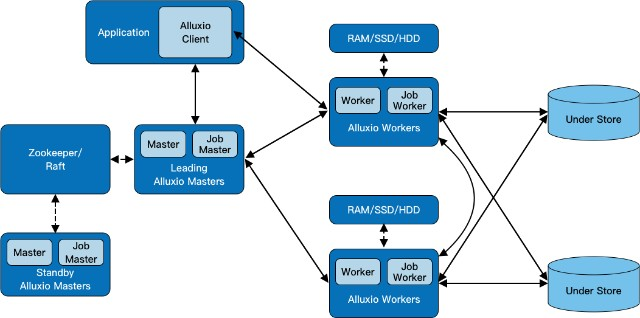 Application
Alluxio
Client
RAM/SSD/HDD
Worker
Job
Worker
Alluxio Workers
Under Store
Zookeeper/
Raft
Master
Job
Master
Leading
Alluxio Masters
RAM/SSD/HDD
Master
Job
Master
Standby
Alluxio Masters
Worker
Job
Worker
Alluxio Workers
Under Store